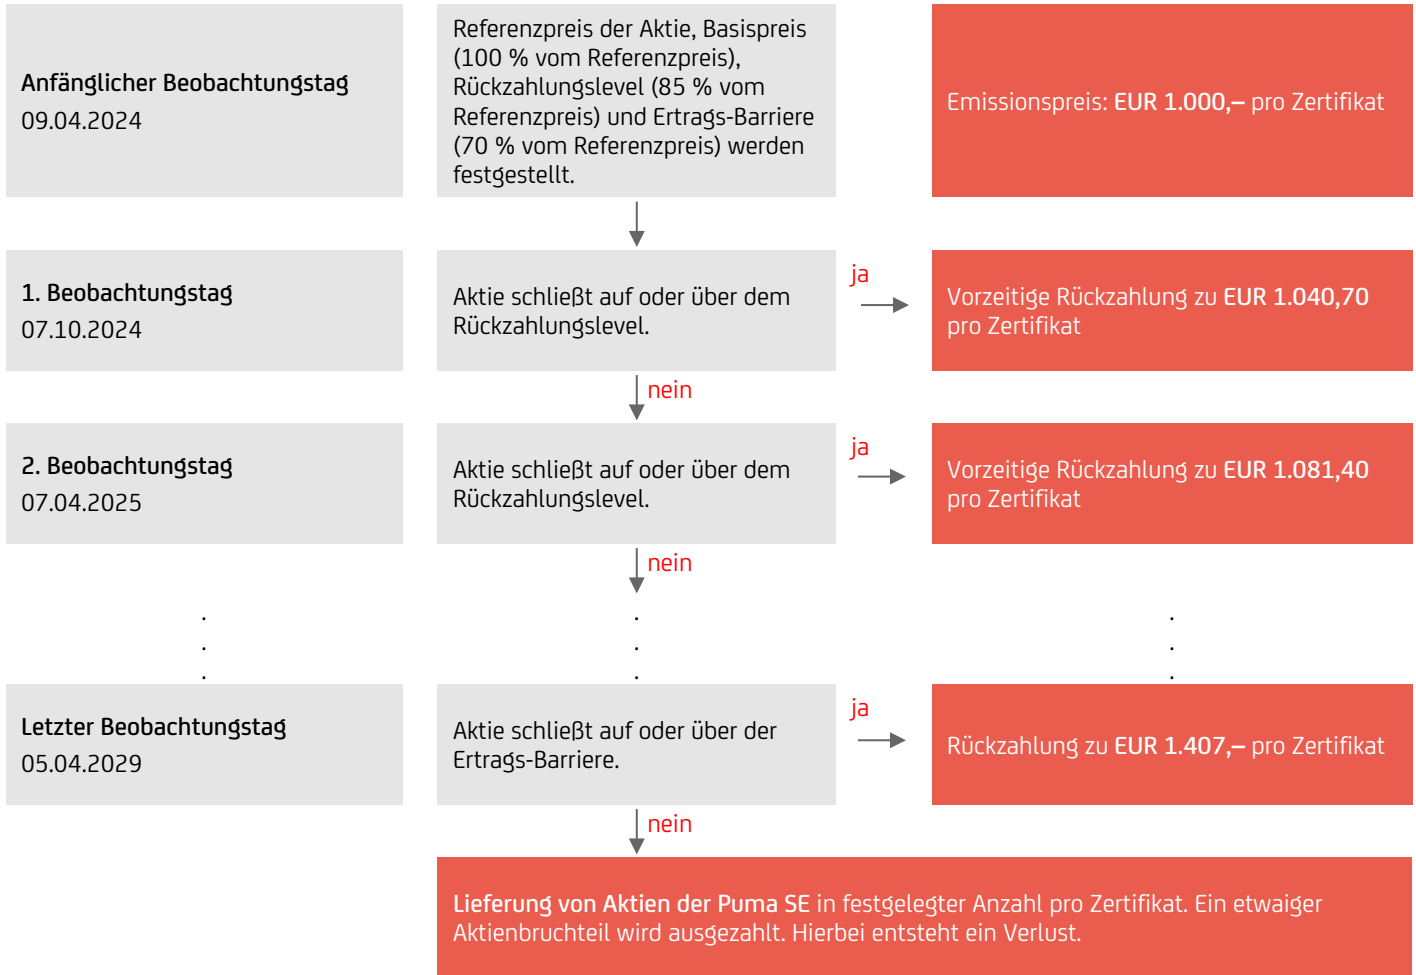 Anfänglicher Beobachtungstag
09.04.2024
Referenzpreis der Aktie, Basispreis
(100 % vom Referenzpreis),
Rückzahlungslevel (85 % vom
Referenzpreis) und Ertrags-Barriere
(70 % vom Referenzpreis) werden
festgestellt.
Emissionspreis: EUR 1.000,– pro Zertifikat
1. Beobachtungstag
07.10.2024
Aktie schließt auf oder über dem
Rückzahlungslevel.
ja
Vorzeitige Rückzahlung zu EUR 1.040,70
pro Zertifikat
nein
2. Beobachtungstag
07.04.2025
Aktie schließt auf oder über dem
Rückzahlungslevel.
ja
Vorzeitige Rückzahlung zu EUR 1.081,40
pro Zertifikat
nein
Letzter Beobachtungstag
05.04.2029
Aktie schließt auf oder über der
Ertrags-Barriere.
ja
Rückzahlung zu EUR 1.407,– pro Zertifikat
nein
Lieferung von Aktien der Puma SE in festgelegter Anzahl pro Zertifikat. Ein etwaiger
Aktienbruchteil wird ausgezahlt. Hierbei entsteht ein Verlust.